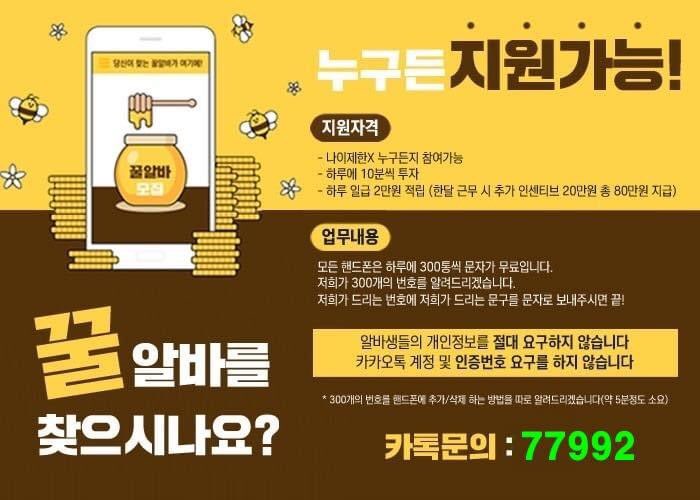 당신이 찾는 꿀알바가 여기에!
꿀알바
모집
누구든 지원가능!
지원자격
- 나이제한X 누구든지 참여가능
- 하루에 10분씩 투자
- 하루 일급 2만원 적립 (한달 근무 시 추가 인센티브 20만원 총 80만원 지급)
업무내용
모든 핸드폰은 하루에 300통씩 문자가 무료입니다.
저희가 300개의 번호를 알려드리겠습니다.
저희가 드리는 번호에 저희가 드리는 문구를 문자로 보내주시면 끝!
알바생들의 개인정보를 절대 요구하지 않습니다
카카오톡 계정 및 인증번호 요구를 하지 않습니다
* 300개의 번호를 핸드폰에 추가/삭제 하는 방법을 따로 알려드리겠습니다(약 5분정도 소요)
꿀 알바를
찾으시나요?
카톡문의 : 77992